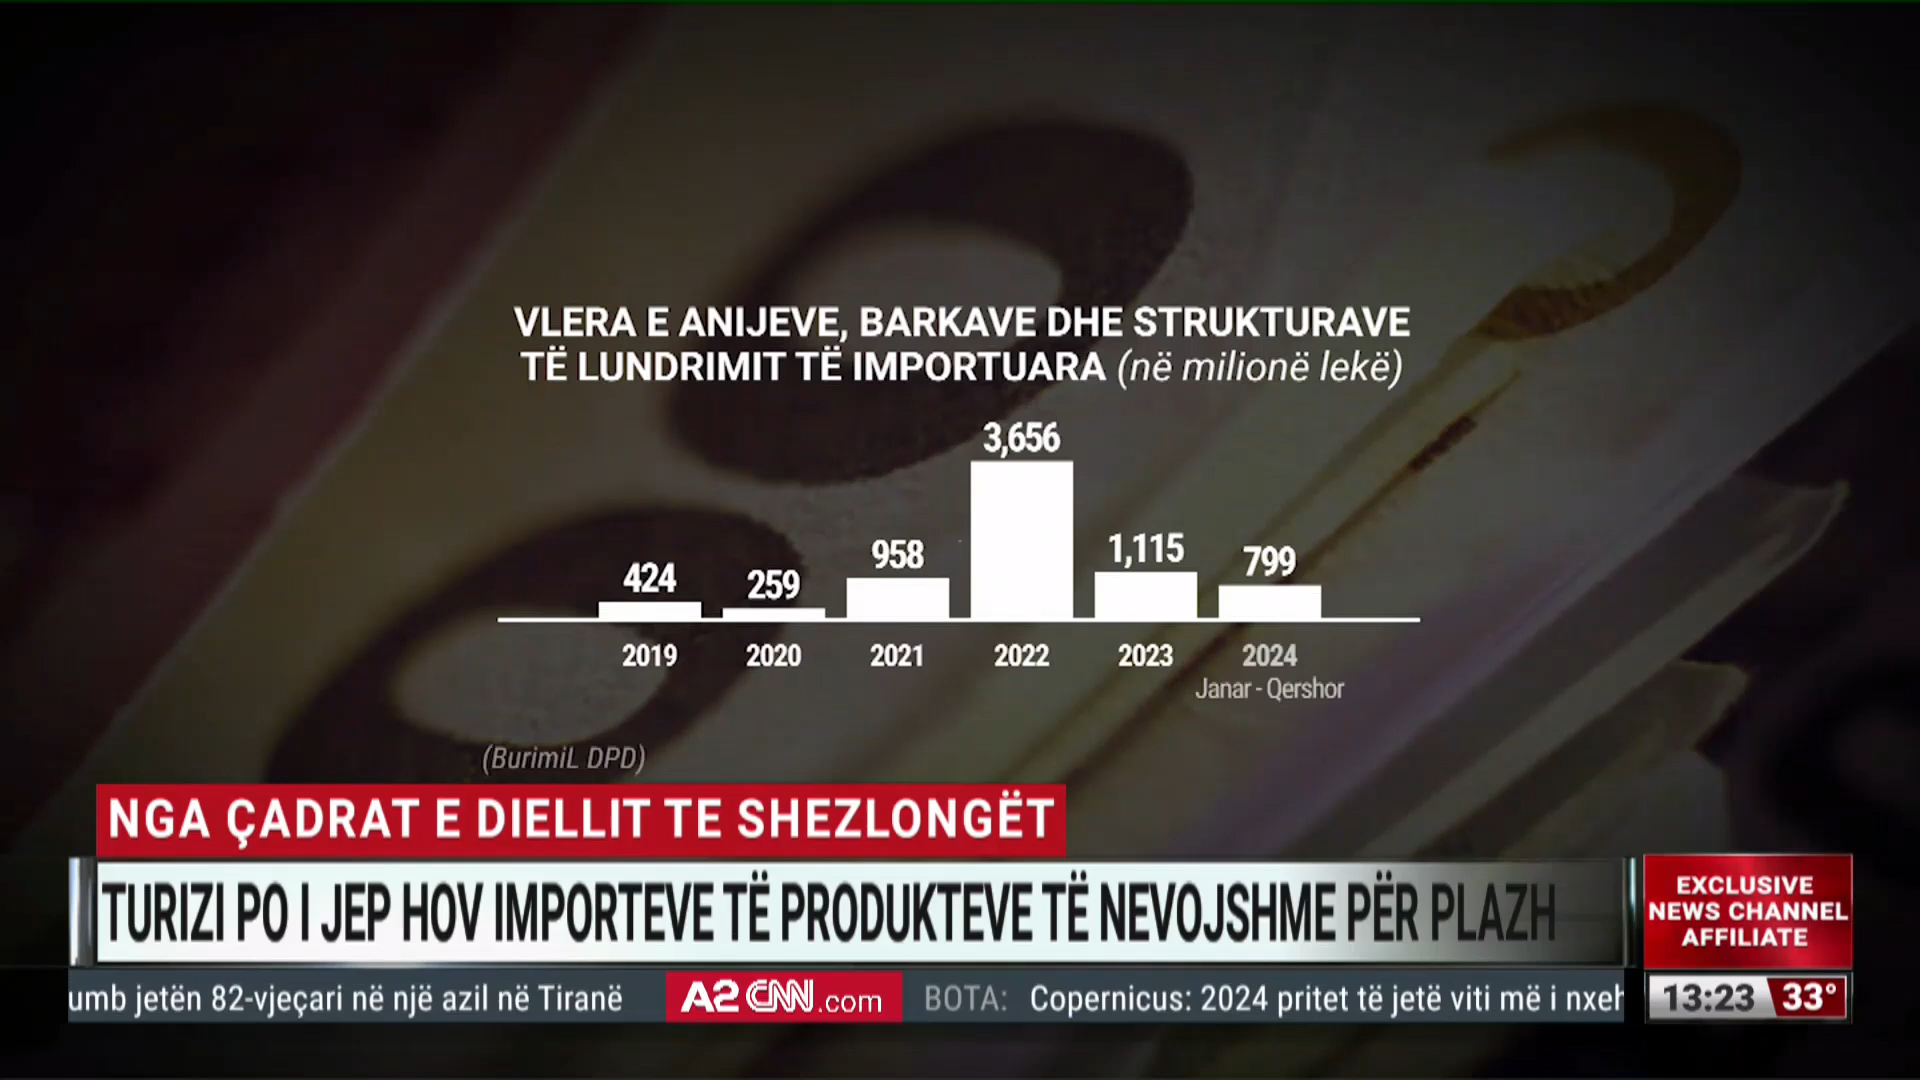 VLERA E ANIJEVE, BARKAVE DHE STRUKTURAVE
TË LUNDRIMIT TË IMPORTUARA (në milionë lekë)
424
259
958
3,656
1,115
799
2019
2020
2021
2022
2023
2024
Janar - Qershor
(BurimiL DPD)
NGA ÇADRAT E DIELLIT TE SHEZLONGËT
TURIZI PO I JEP HOV IMPORTEVE TË PRODUKTEVE TË NEVOJSHME PËR PLAZH
EXCLUSIVE
NEWS CHANNEL
AFFILIATE
umb jetën 82-vjeçari në një azil në Tiranë
A2 CNN.com
BOTA: Copernicus: 2024 pritet të jetë viti më i nxeh
13:23 33°